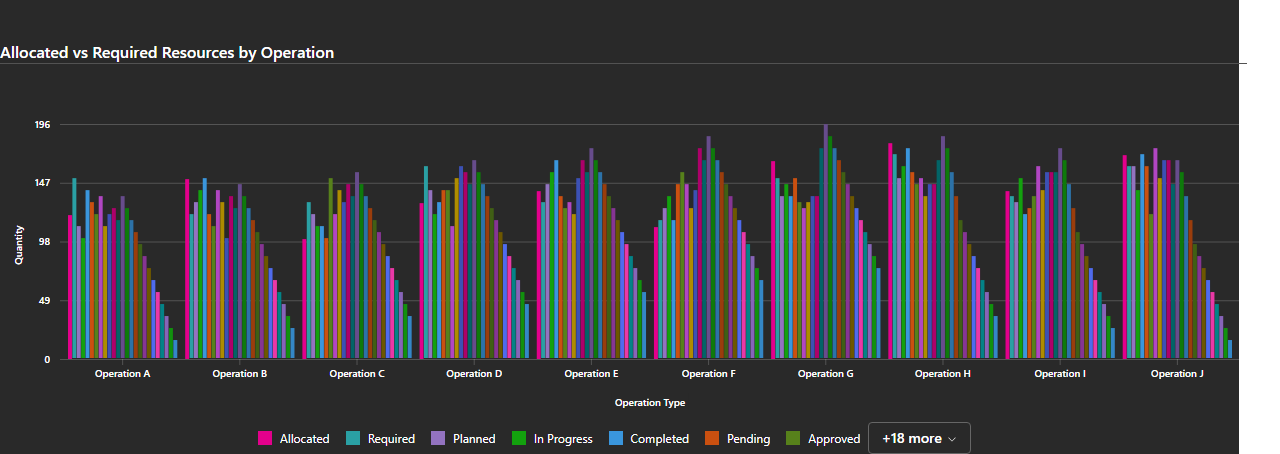 Allocated vs Required Resources by Operation
196
147
98
49
0
Quantity
Operation A Operation B Operation C Operation D Operation E Operation F Operation G Operation H Operation I Operation J
Operation Type
Allocated Required Planned In Progress Completed Pending Approved +18 more